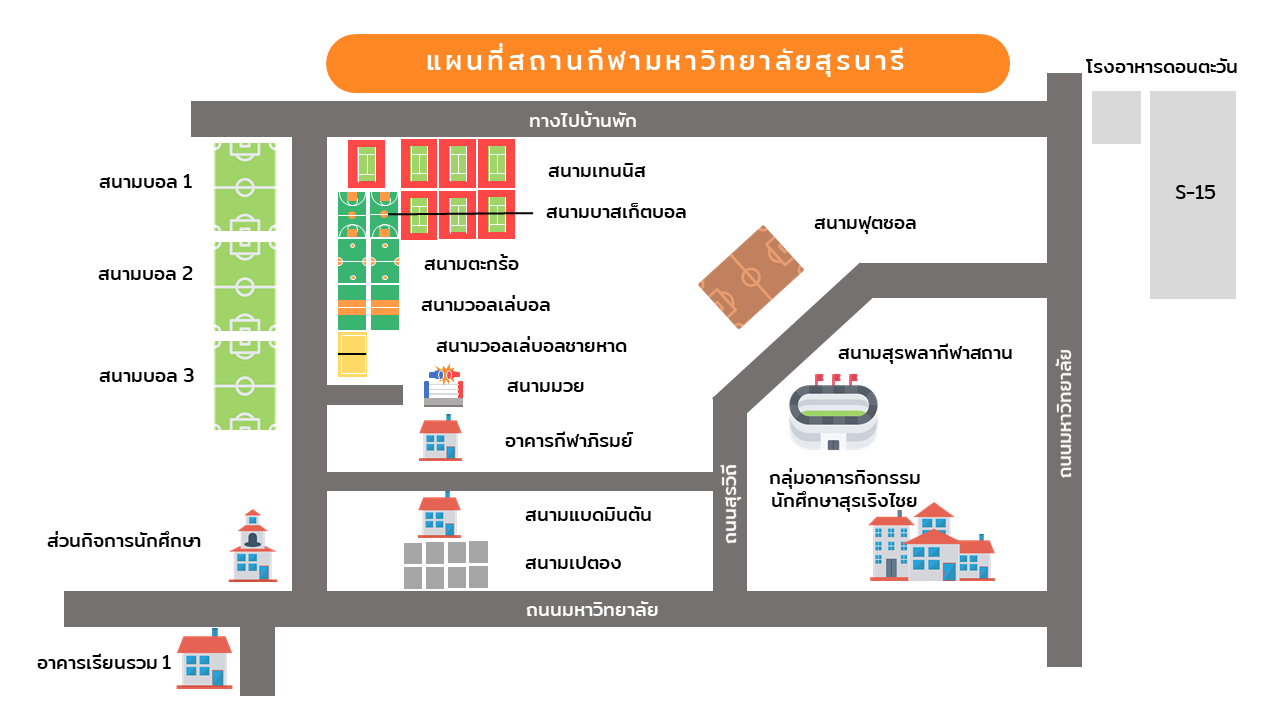 แผนที่สถานกีฬามหาวิทยาลัยสุรนารี
โรงอาหารดอนตะวัน
ทางไปบ้านพัก
สนามบอล 1
สนามเทนนิส
S-15
สนามบาสเก็ตบอล
สนามฟุตซอล
สนามบอล 2
สนามตะกร้อ
สนามวอลเล่บอล
สนามวอลเล่บอลชายหาด
สนามสุรพลากีฬาสถาน
สนามบอล 3
สนามมวย
ถนนมหาวิทยาลัย
อาคารกีฬาภิรมย์
กลุ่มอาคารกิจกรรม
นักศึกษาสุรเริงไชย
ถนนสุรวิถี
สนามแบดมินตัน
ส่วนกิจการนักศึกษา
สนามเปตอง
ถนนมหาวิทยาลัย
อาคารเรียนรวม 1